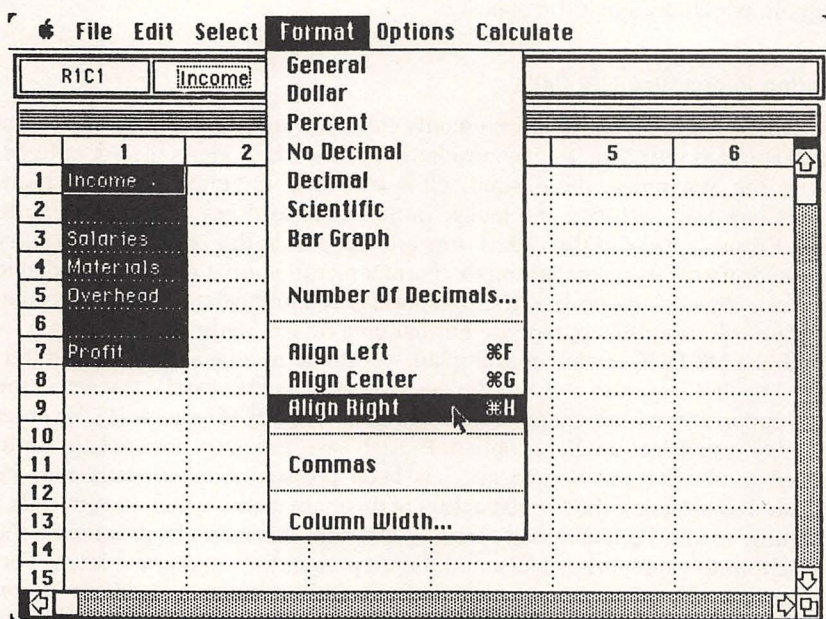 File Edit Select Format Options Calculate
R1C1 Income
General
Dollar
Percent
No Decimal
Decimal
Scientific
Bar Graph
Number Of Decimals...
Align Left ⌘F
Align Center ⌘G
Align Right ⌘H
Commas
Column Width...
1 2 5 6
1 Income
2
3 Salaries
4 Materials
5 Overhead
6
7 Profit
8
9
10
11
12
13
14
15